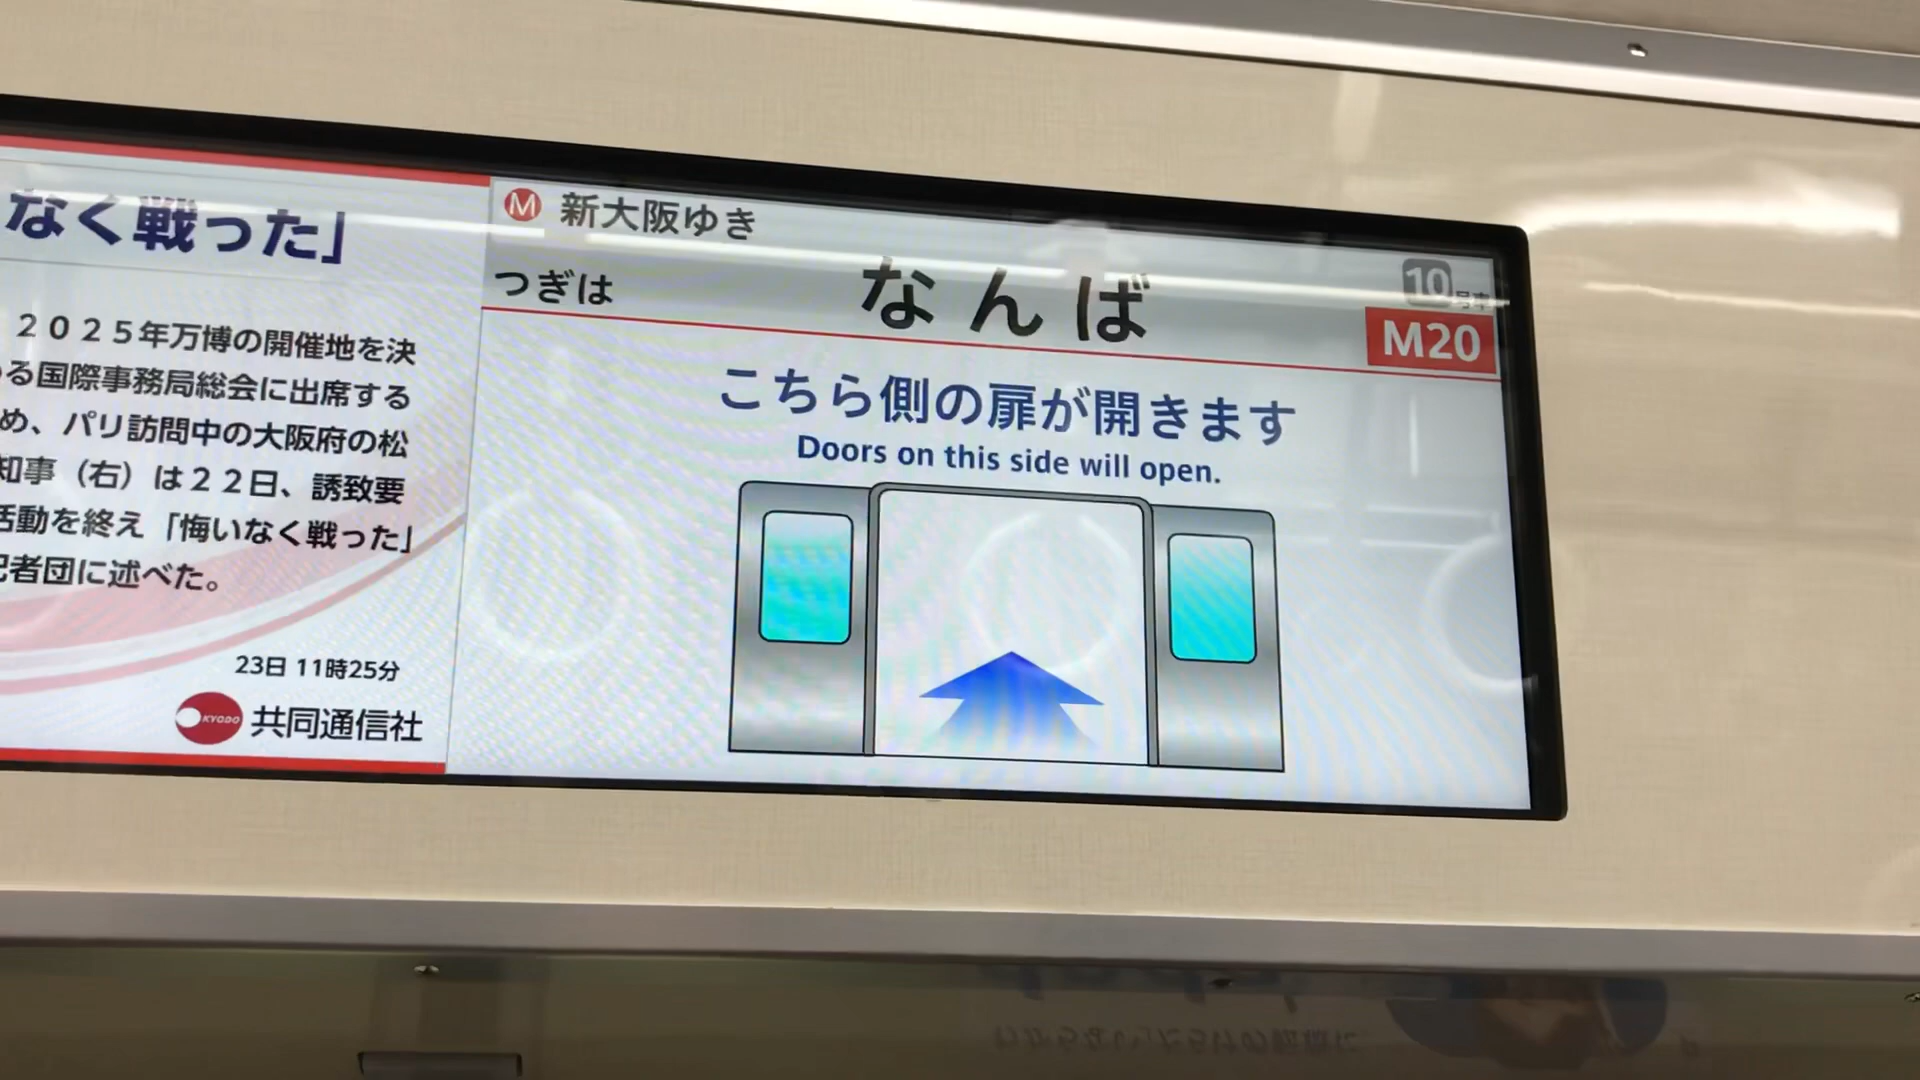 なく戦った」
2025年万博の開催地を決
る国際事務局総会に出席する
め、パリ訪問中の大阪府の松
知事（右）は22日、誘致要
活動を終え「悔いなく戦った」
記者団に述べた。
23日 11時25分
KYODO 共同通信社
M 新大阪ゆき
つぎは なんば
10号車
M20
こちら側の扉が開きます
Doors on this side will open.